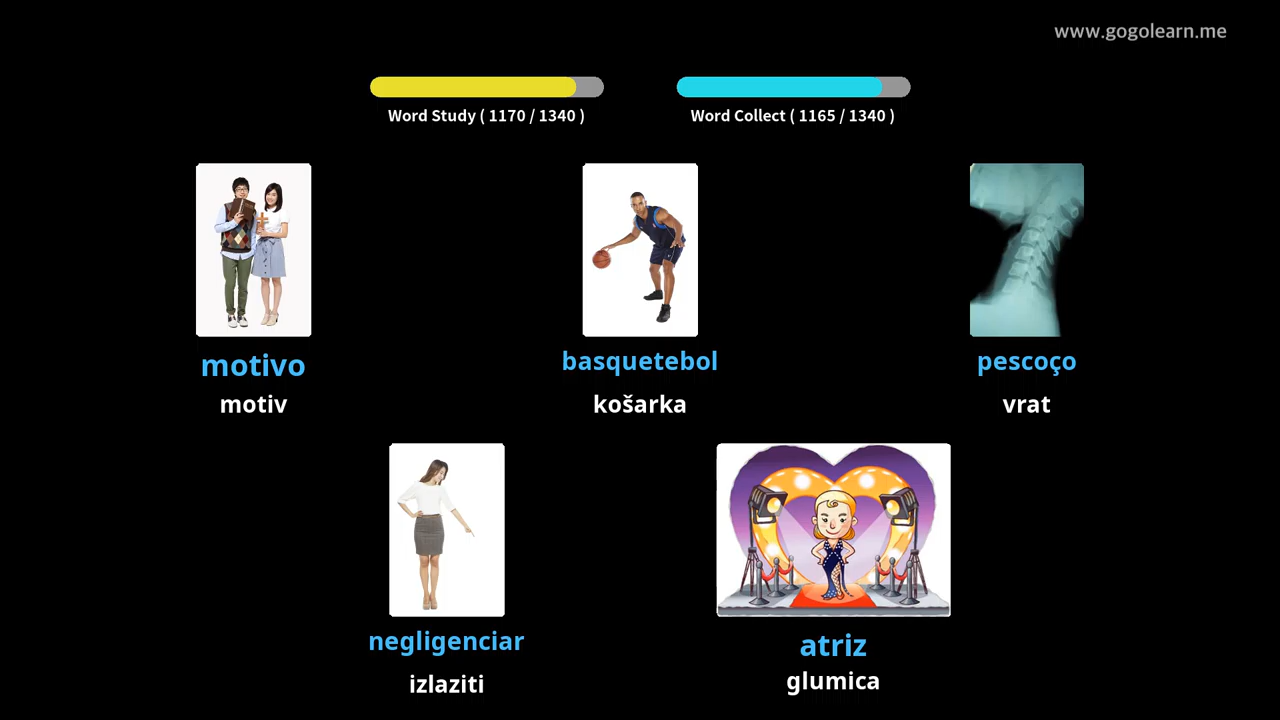 www.gogolearn.me
Word Study ( 1170 / 1340 )
Word Collect ( 1165 / 1340 )
motivo
motiv
basquetebol
košarka
pescoço
vrat
negligenciar
izlaziti
atriz
glumica